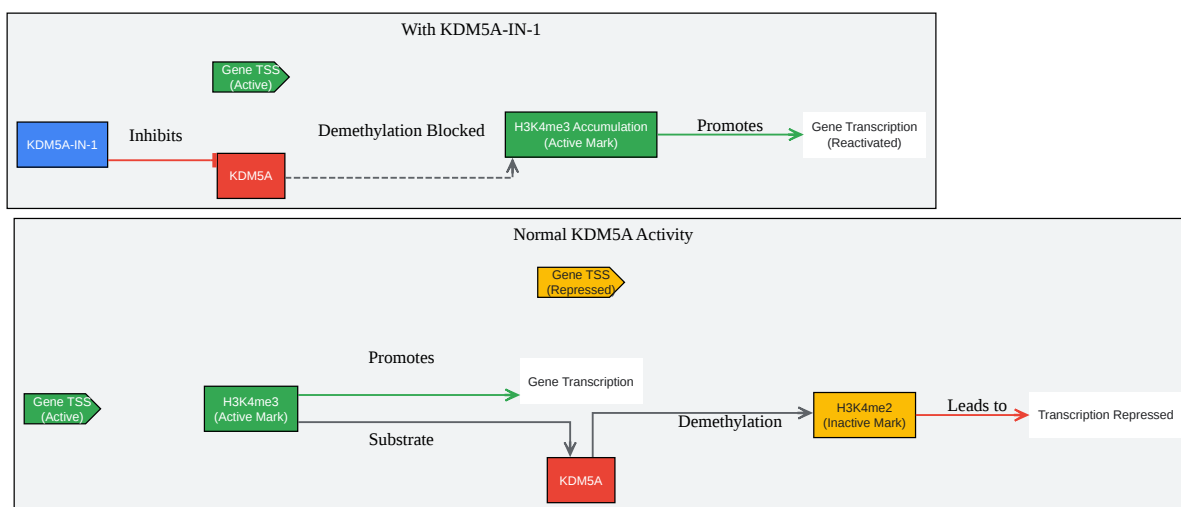 With KDM5A-IN-1
Gene TSS
(Active)
KDM5A-IN-1
Inhibits
KDM5A
Demethylation Blocked
H3K4me3 Accumulation
(Active Mark)
Promotes
Gene Transcription
(Reactivated)
Normal KDM5A Activity
Gene TSS
(Repressed)
Gene TSS
(Active)
H3K4me3
(Active Mark)
Promotes
Gene Transcription
Substrate
KDM5A
Demethylation
H3K4me2
(Inactive Mark)
Leads to
Transcription Repressed